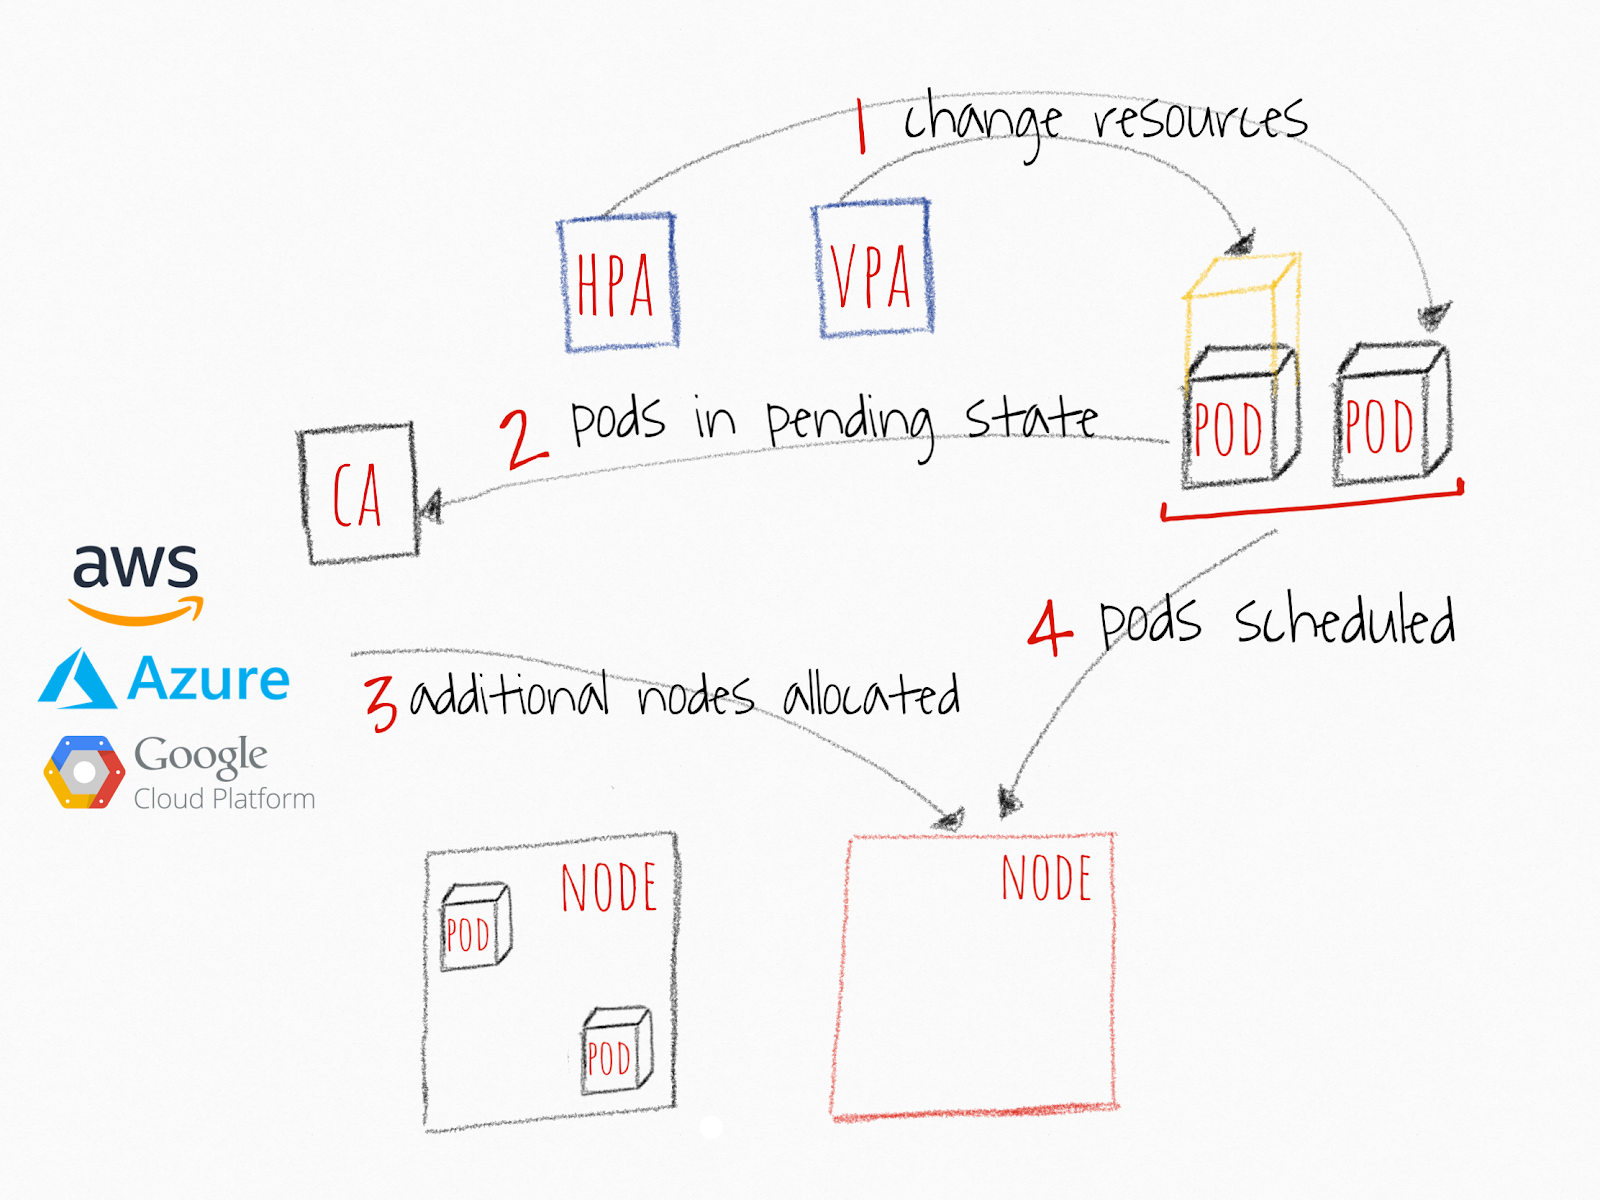 1 change resources
HPA
VPA
2 pods in pending state
POD
POD
CA
aws
Azure
Google
Cloud Platform
4 pods scheduled
3 additional nodes allocated
NODE
POD
POD
NODE